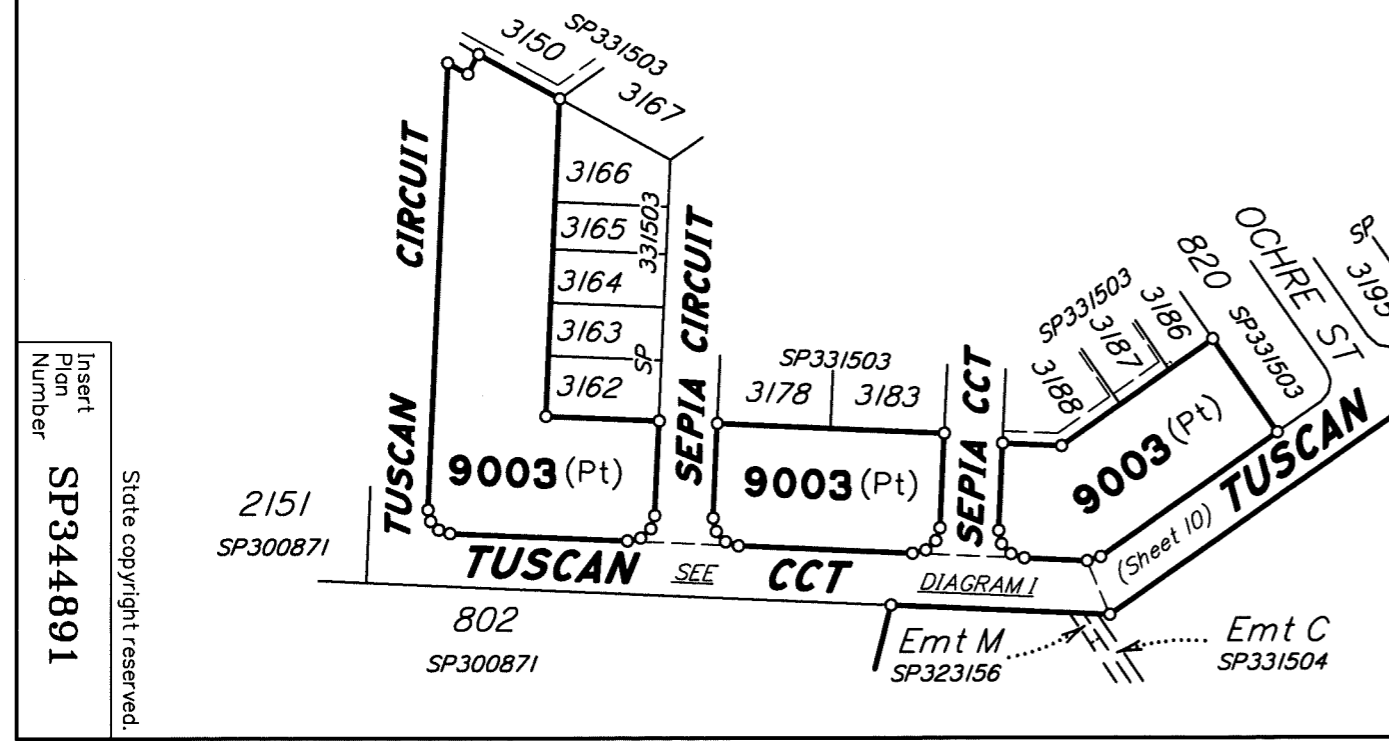 3150
SP331503
3167
3166
3165
3164
3163
3162
SP 331503
TUSCAN CIRCUIT
SEPIA CIRCUIT
9003 (Pt)
2151
SP300871
SP331503
3178
3183
9003 (Pt)
SEPIA CCT
SP331503
3188
3187
3186
820
SP331503
OCHRE ST
SP
3195
9003 (Pt)
TUSCAN
(Sheet 10)
TUSCAN CCT
SEE DIAGRAM 1
802
SP300871
Emt M
SP323156
Emt C
SP331504
Insert
Plan
Number
SP344891
State copyright reserved.